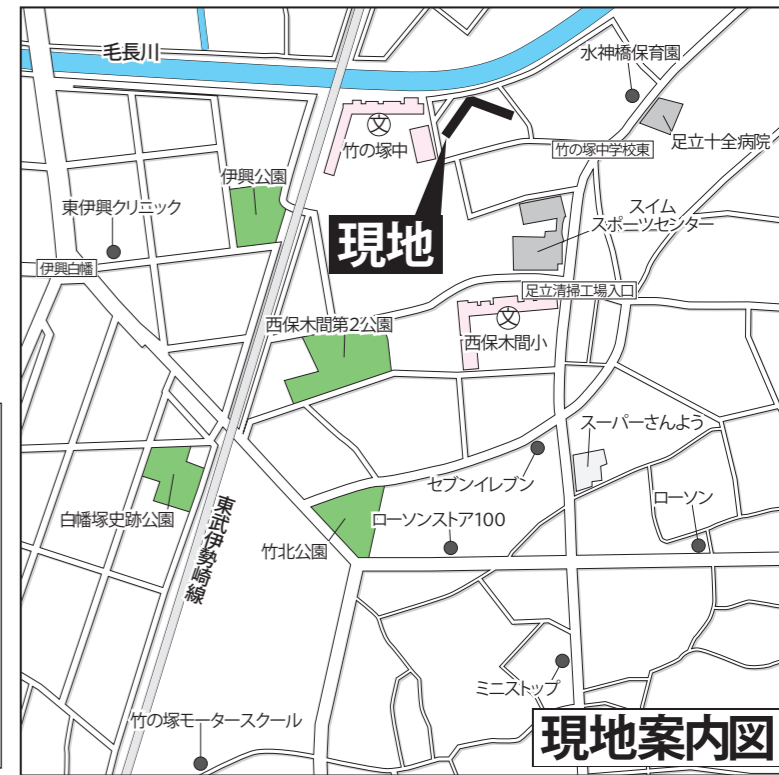 毛長川
水神橋保育園
竹の塚中
竹の塚中学校東
足立十全病院
伊興公園
東伊興クリニック
スイム
スポーツセンター
現地
伊興白幡
足立清掃工場入口
西保木間第2公園
西保木間小
スーパーさんよう
セブンイレブン
ローソン
白幡塚史跡公園
東武伊勢崎線
竹北公園
ローソンストア100
ミニストップ
竹の塚モータースクール
現地案内図